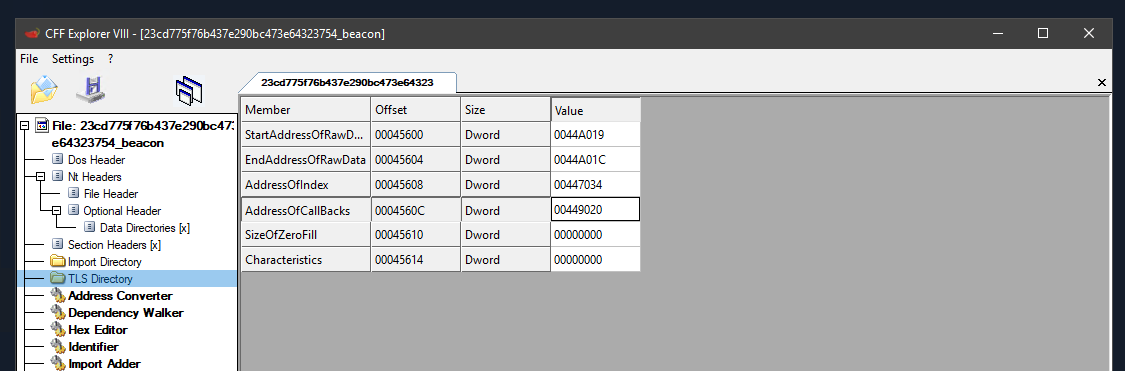 CFF Explorer VIII - [23cd775f76b437e290bc473e64323754_beacon]
File Settings ?
23cd775f76b437e290bc473e64323
File: 23cd775f76b437e290bc473
e64323754_beacon
Dos Header
Nt Headers
File Header
Optional Header
Data Directories [x]
Section Headers [x]
Import Directory
TLS Directory
Address Converter
Dependency Walker
Hex Editor
Identifier
Import Adder
Member Offset Size Value
StartAddressOfRawD... 00045600 Dword 0044A019
EndAddressOfRawData 00045604 Dword 0044A01C
AddressOfIndex 00045608 Dword 00447034
AddressOfCallBacks 0004560C Dword 00449020
SizeOfZeroFill 00045610 Dword 00000000
Characteristics 00045614 Dword 00000000